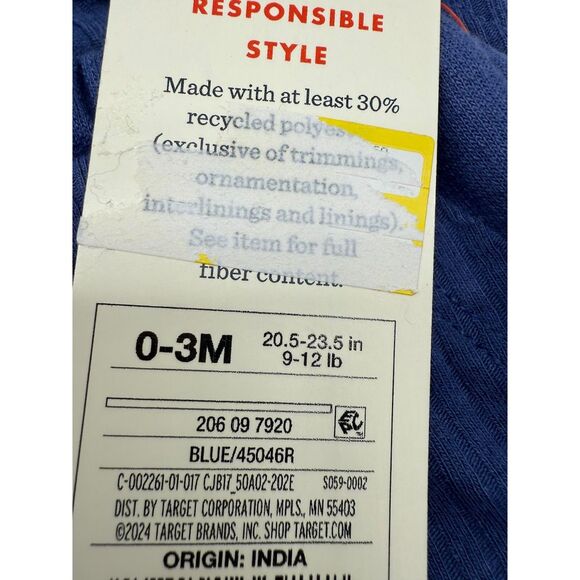 RESPONSIBLE
STYLE
Made with at least 30%
recycled polyes
(exclusive of trimmings,
ornamentation,
interlinings and linings).
See item for full
fiber content.
0-3M 20.5-23.5 in
9-12 lb
206 09 7920
BLUE/45046R
C-002261-01-017 CJB17_50A02-202E S059-0002
DIST. BY TARGET CORPORATION, MPLS., MN 55403
©2024 TARGET BRANDS, INC. SHOP TARGET.COM
ORIGIN: INDIA